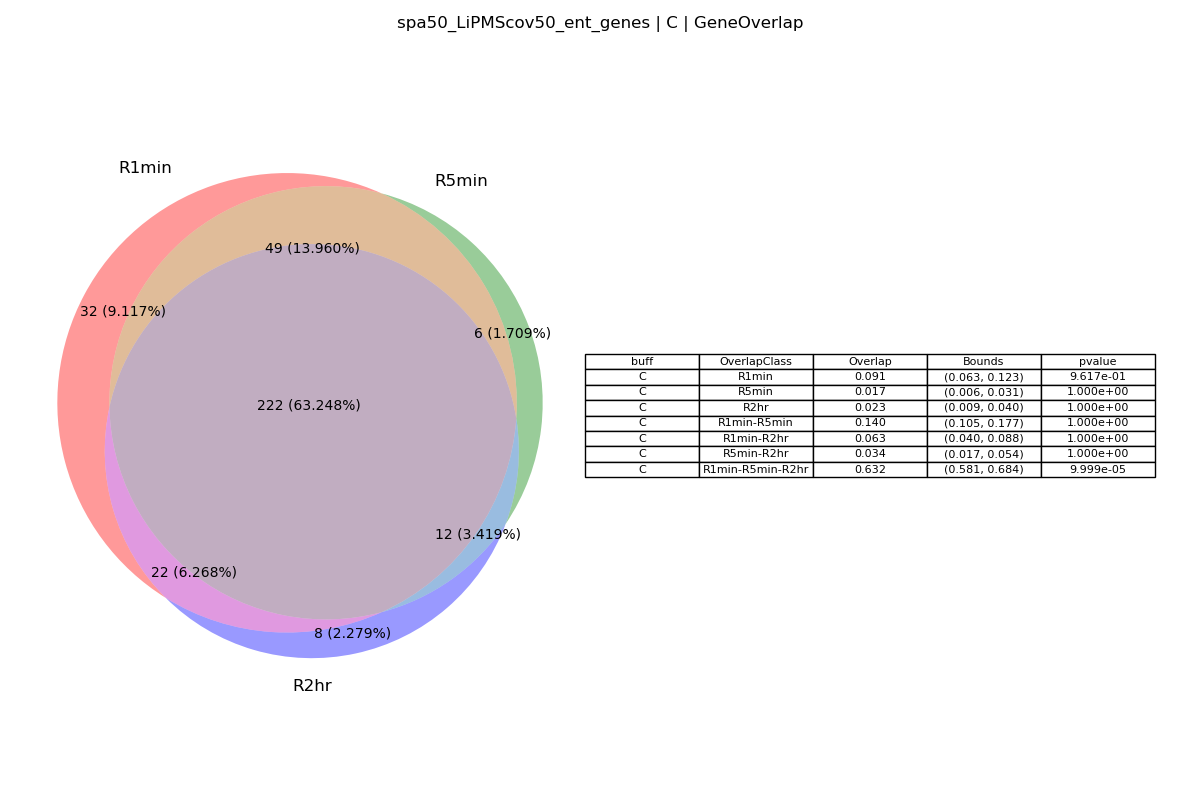 spa50_LiPMScov50_ent_genes | C | GeneOverlap
R1min
R5min
49 (13.960%)
32 (9.117%)
6 (1.709%)
222 (63.248%)
12 (3.419%)
22 (6.268%)
8 (2.279%)
R2hr
buff OverlapClass Overlap Bounds pvalue
C R1min 0.091 (0.063, 0.123) 9.617e-01
C R5min 0.017 (0.006, 0.031) 1.000e+00
C R2hr 0.023 (0.009, 0.040) 1.000e+00
C R1min-R5min 0.140 (0.105, 0.177) 1.000e+00
C R1min-R2hr 0.063 (0.040, 0.088) 1.000e+00
C R5min-R2hr 0.034 (0.017, 0.054) 1.000e+00
C R1min-R5min-R2hr 0.632 (0.581, 0.684) 9.999e-05